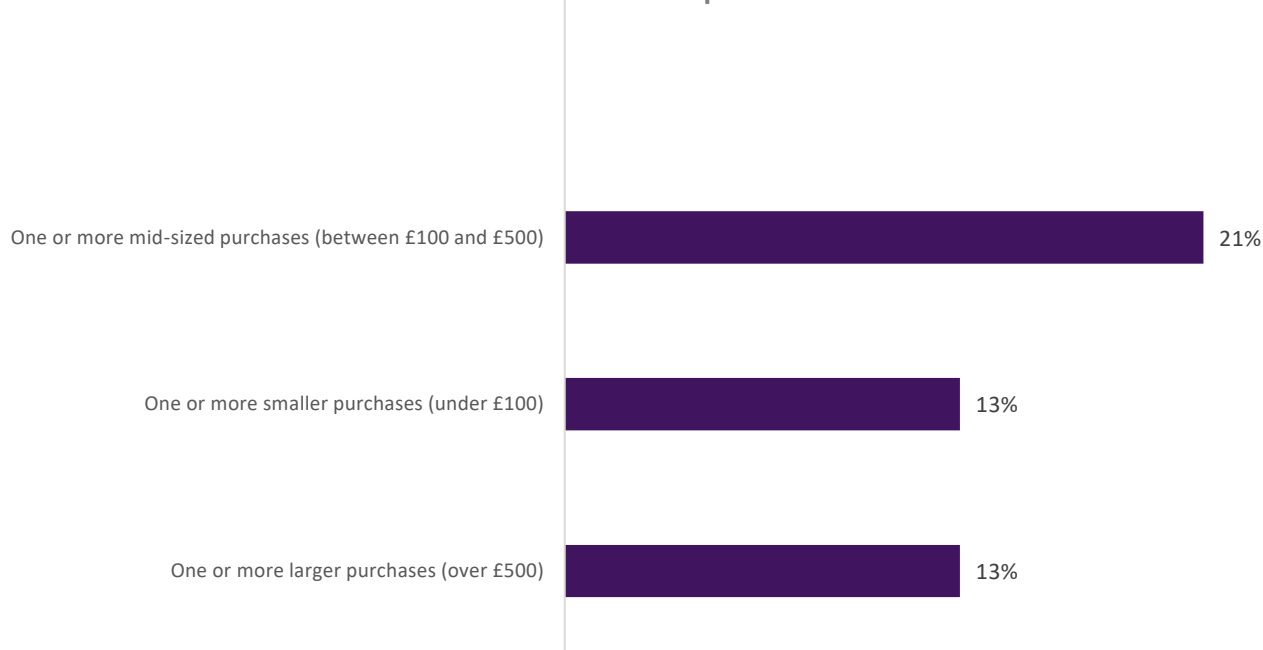 One or more mid-sized purchases (between £100 and £500)
21%
One or more smaller purchases (under £100)
13%
One or more larger purchases (over £500)
13%